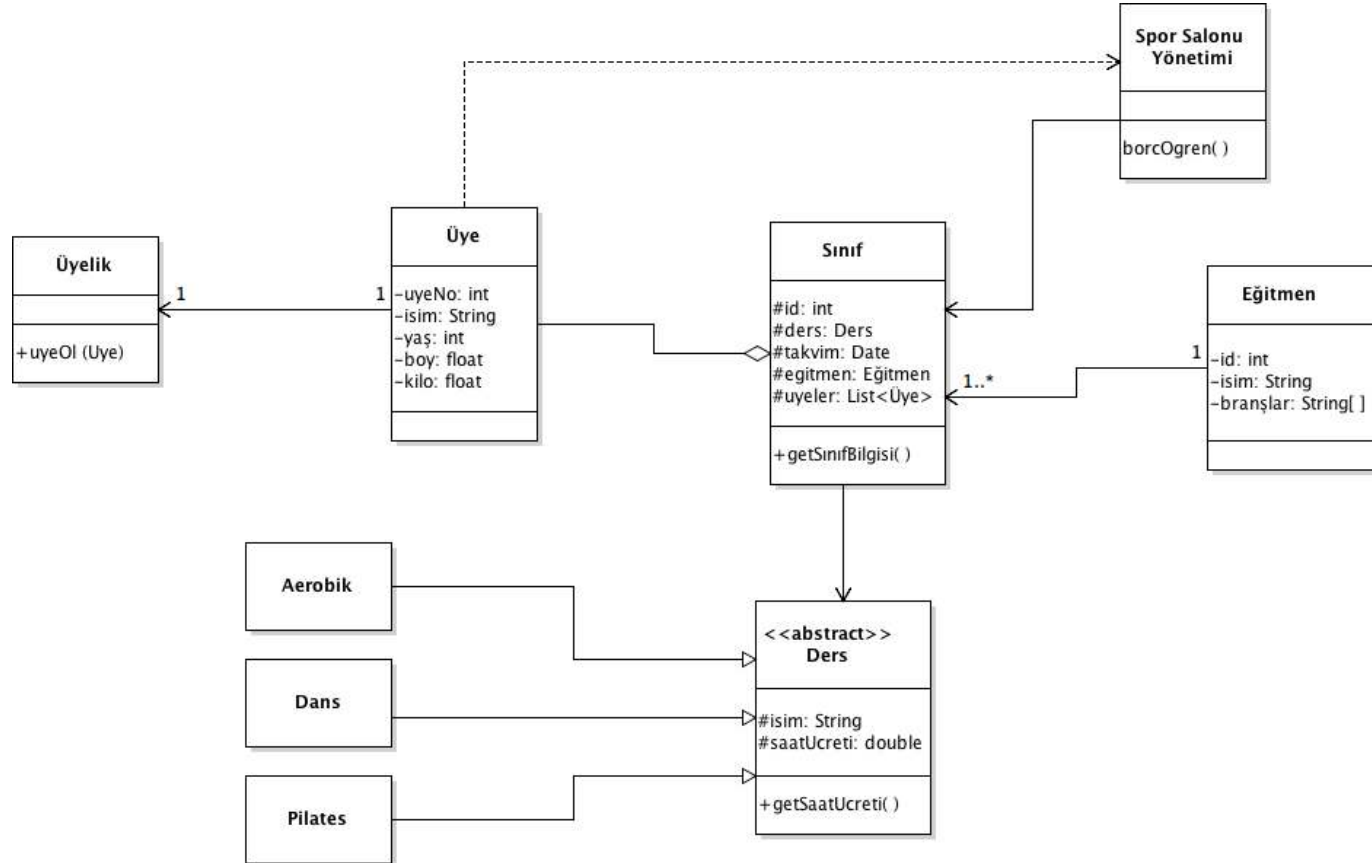 Spor Salonu
Yönetimi
borcOgren( )
Üyelik
+uyeOl (Uye)
1
1
Üye
-uyeNo: int
-isim: String
-yaş: int
-boy: float
-kilo: float
Sınıf
#id: int
#ders: Ders
#takvim: Date
#egitmen: Eğitmen
#uyeler: List<Üye>
+getSınıfBilgisi( )
1..*
1
Eğitmen
-id: int
-isim: String
-branşlar: String[ ]
Aerobik
Dans
Pilates
<<abstract>>
Ders
#isim: String
#saatUcreti: double
+getSaatUcreti( )